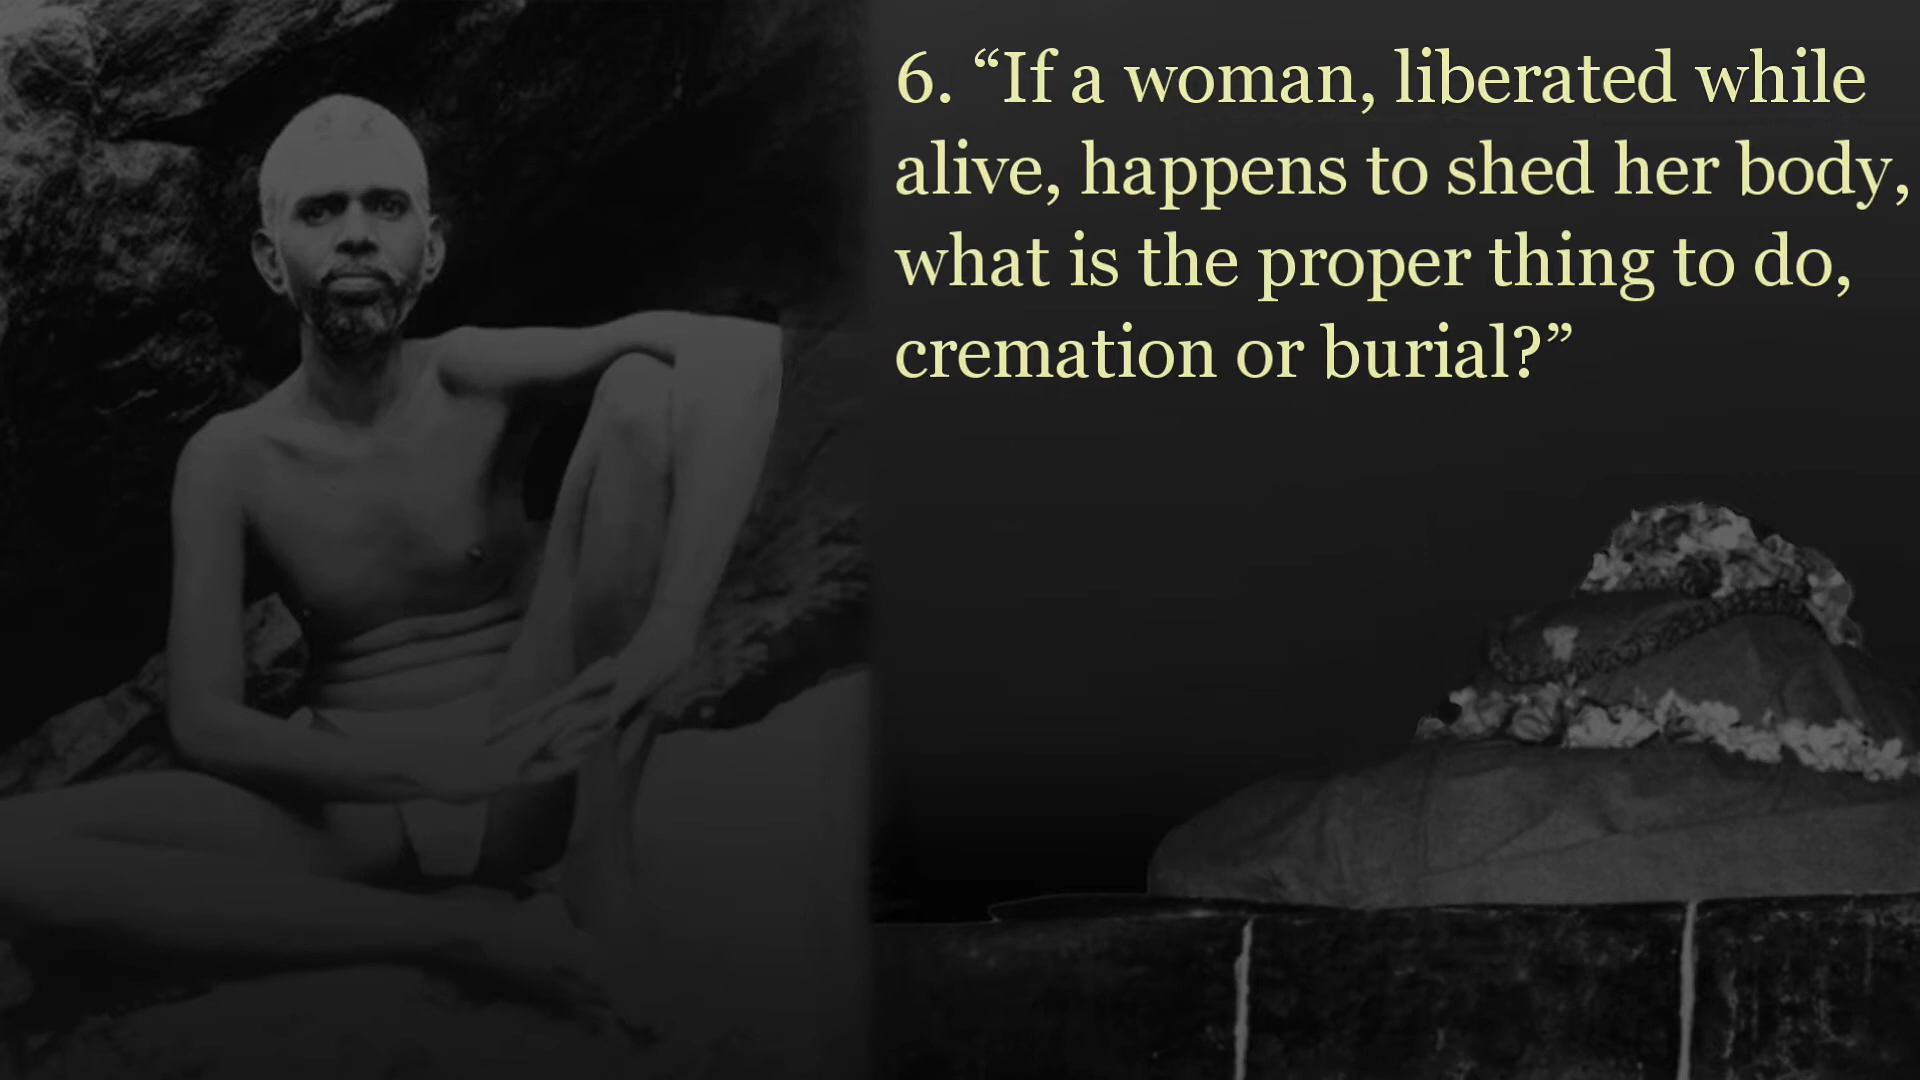 6. “If a woman, liberated while
alive, happens to shed her body,
what is the proper thing to do,
cremation or burial?”